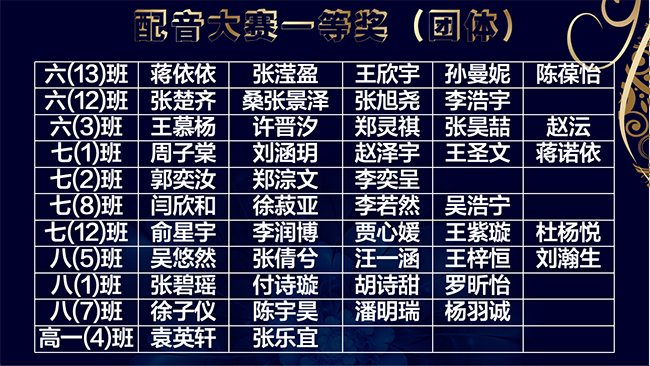 配音大赛一等奖（团体）
六(13)班 蒋依依 张滢盈 王欣宇 孙曼妮 陈葆怡
六(12)班 张楚齐 桑张景泽 张旭尧 李浩宇
六(3)班 王慕杨 许晋汐 郑灵祺 张昊喆 赵沄
七(1)班 周子棠 刘涵玥 赵泽宇 王圣文 蒋诺依
七(2)班 郭奕汝 郑淙文 李奕呈
七(8)班 闫欣和 徐菽亚 李若然 吴浩宁
七(12)班 俞星宇 李润博 贾心媛 王紫璇 杜杨悦
八(5)班 吴悠然 张倩兮 汪一涵 王梓恒 刘瀚生
八(1)班 张碧瑶 付诗璇 胡诗甜 罗昕怡
八(7)班 徐子仪 陈宇昊 潘明瑞 杨羽诚
高一(4)班 袁英轩 张乐宜